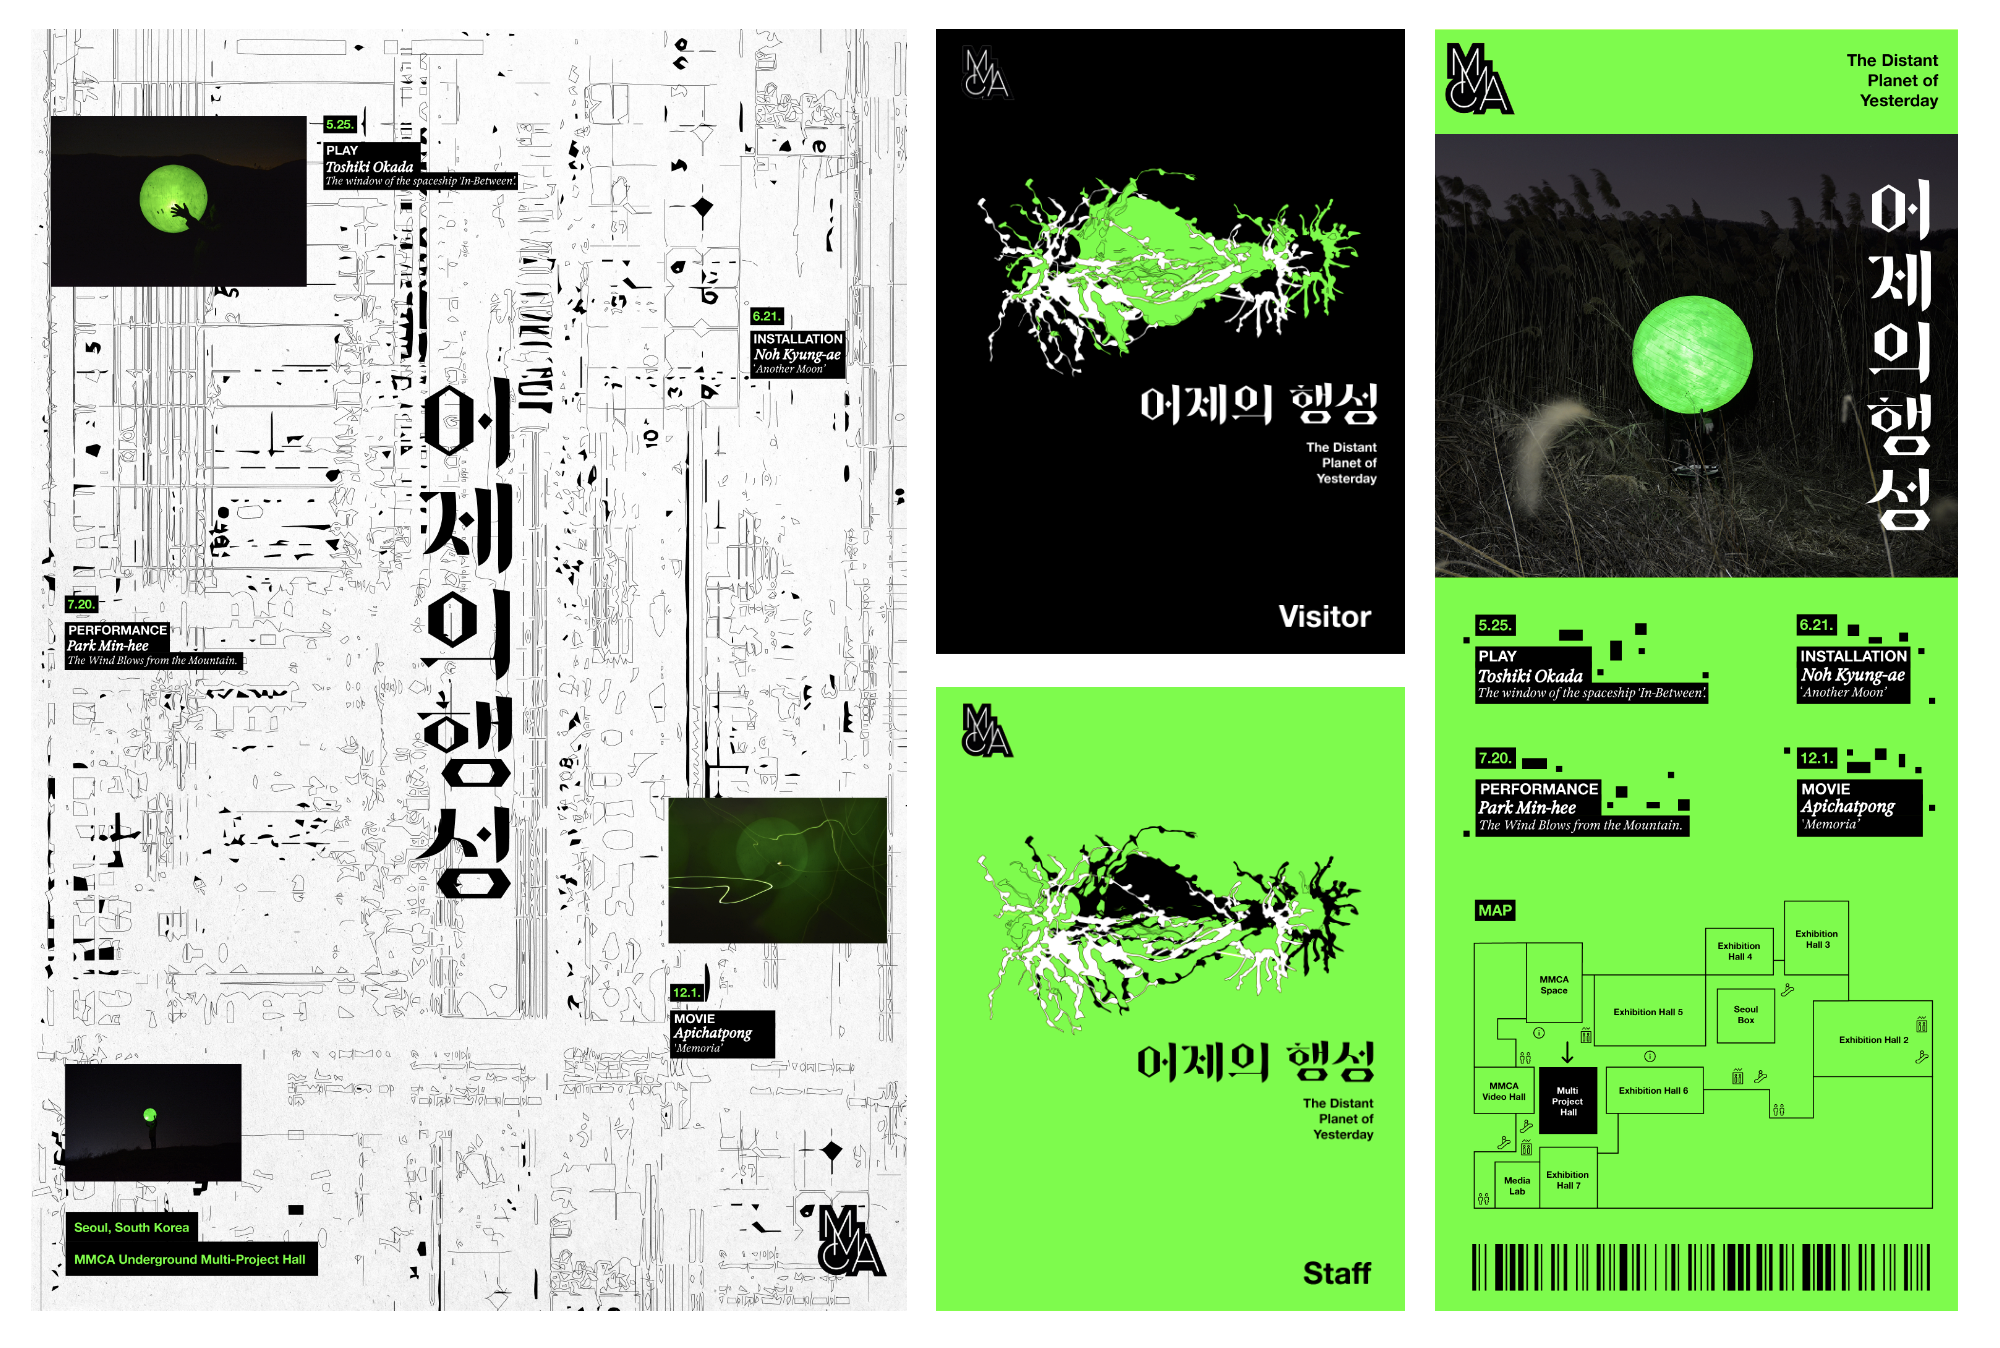 5.25.
PLAY
Toshiki Okada
The window of the spaceship 'In-Between'.
6.21.
INSTALLATION
Noh Kyung-ae
'Another Moon'
어제의 행성
7.20.
PERFORMANCE
Park Min-hee
The Wind Blows from the Mountain.
12.1.
MOVIE
Apichatpong
'Memoria'
Seoul, South Korea
MMCA Underground Multi-Project Hall
MMCA
MMCA
어제의 행성
The Distant
Planet of
Yesterday
Visitor
MMCA
어제의 행성
The Distant
Planet of
Yesterday
Staff
MMCA
The Distant
Planet of
Yesterday
어제의행성
5.25.
PLAY
Toshiki Okada
The window of the spaceship 'In-Between'.
6.21.
INSTALLATION
Noh Kyung-ae
'Another Moon'
7.20.
PERFORMANCE
Park Min-hee
The Wind Blows from the Mountain.
12.1.
MOVIE
Apichatpong
'Memoria'
MAP
Exhibition
Hall 3
Exhibition
Hall 4
MMCA
Space
Exhibition Hall 5
Seoul
Box
Exhibition Hall 2
MMCA
Video Hall
Multi
Project
Hall
Exhibition Hall 6
Media
Lab
Exhibition
Hall 7